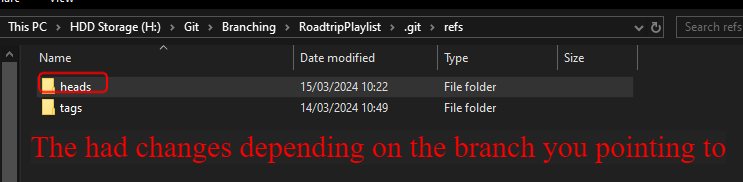 This PC > HDD Storage (H:) > Git > Branching > RoadtripPlaylist > .git > refs
Search refs
Name Date modified Type Size
heads 15/03/2024 10:22 File folder
tags 14/03/2024 10:49 File folder
The had changes depending on the branch you pointing to